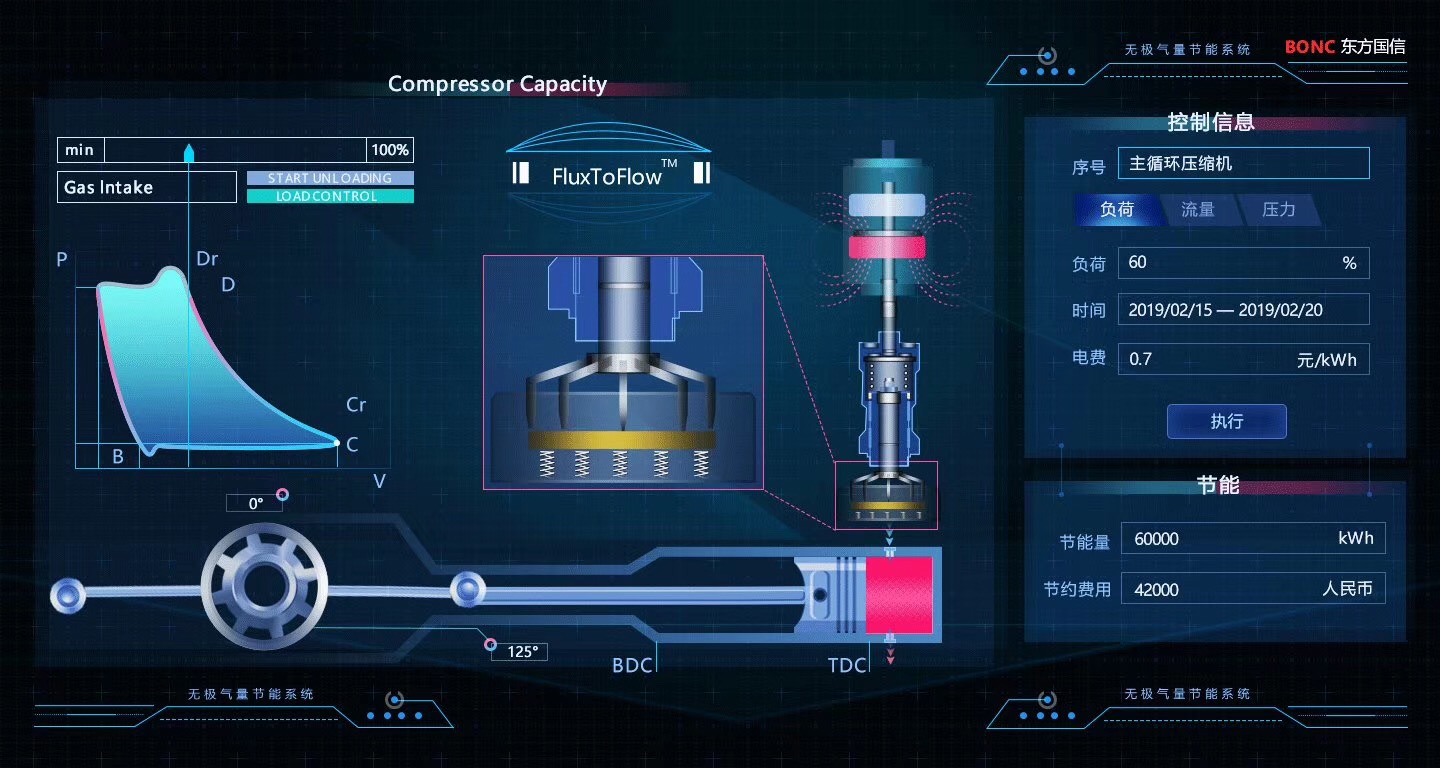 无极气量节能系统
BONC 东方国信
Compressor Capacity
min
100%
Gas Intake
START UNLOADING
LOADCONTROL
FluxToFlow™
P
Dr
D
Cr
C
B
V
0°
125°
BDC
TDC
控制信息
序号 主循环压缩机
负荷 流量 压力
负荷 60 %
时间 2019/02/15 — 2019/02/20
电费 0.7 元/kWh
执行
节能
节能量 60000 kWh
节约费用 42000 人民币
无极气量节能系统
无极气量节能系统